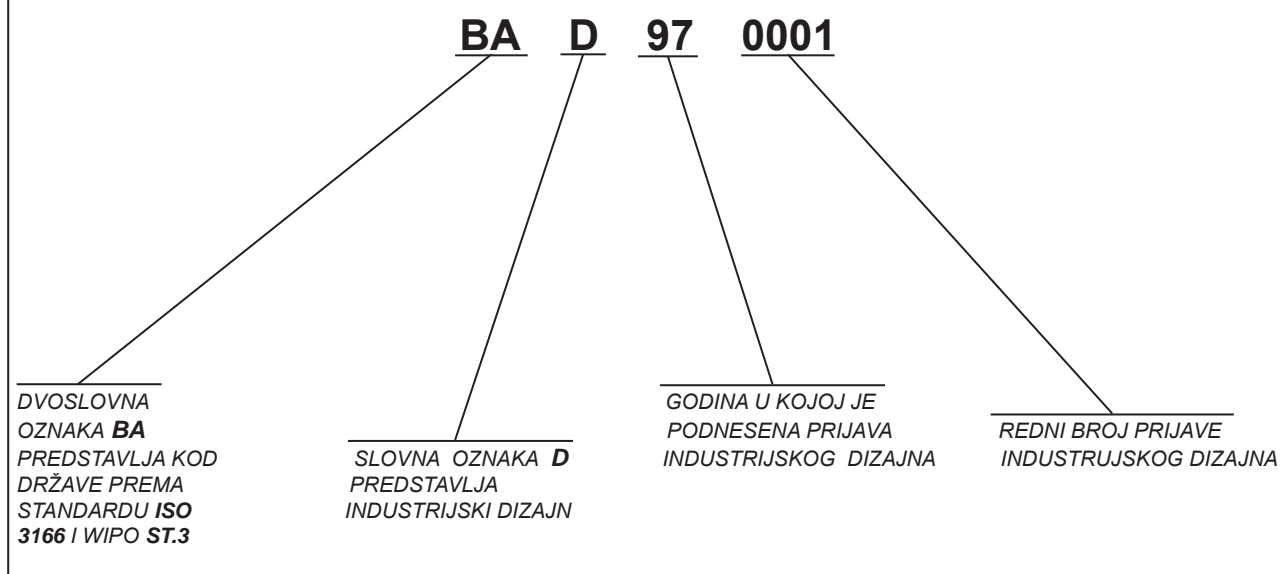 BA D 97 0001
DVOSLOVNA
OZNAKA BA
PREDSTAVLJA KOD
DRŽAVE PREMA
STANDARDU ISO
3166 I WIPO ST.3
SLOVNA OZNAKA D
PREDSTAVLJA
INDUSTRIJSKI DIZAJN
GODINA U KOJOJ JE
PODNESENA PRIJAVA
INDUSTRIJSKOG DIZAJNA
REDNI BROJ PRIJAVE
INDUSTRUJSKOG DIZAJNA